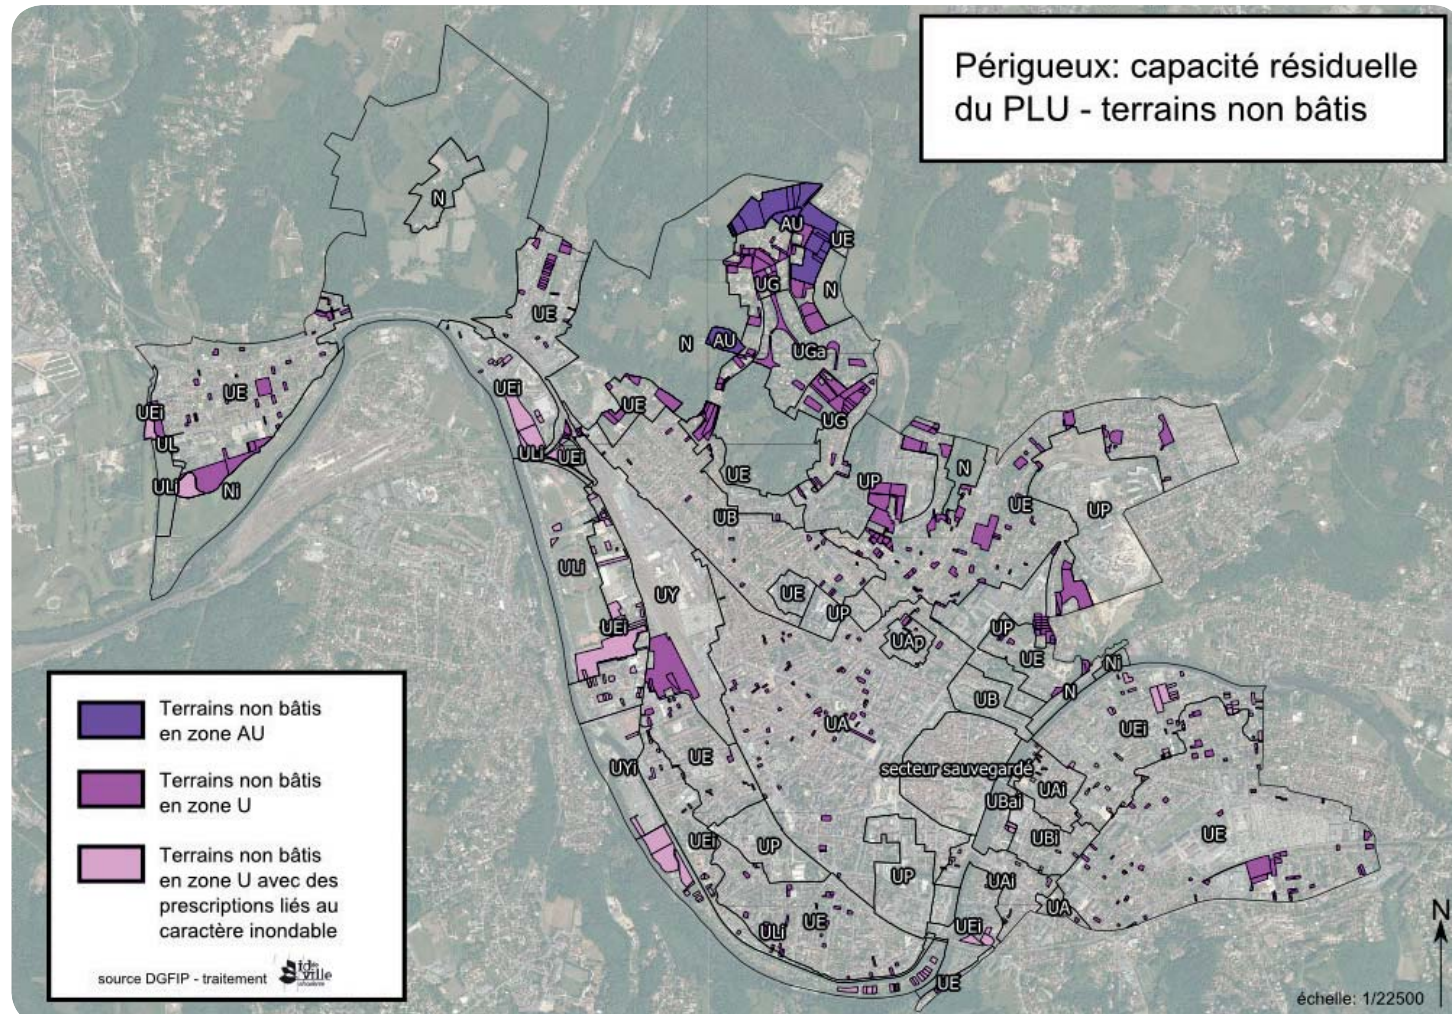 Périgueux: capacité résiduelle
du PLU - terrains non bâtis
N
AU
UE
UG
N
UE
N
AU
UGa
UEi
UE
UE
UEi
UG
UL
ULi
UEi
UE
N
ULi
Ni
UP
UE
UP
UB
ULi
UY
UE
UP
UEi
UP
UAp
UE
Ni
N
UB
UA
UEi
UE
UYi
secteur sauvegardé
UAi
UBai
UE
UEi
UP
UBi
UP
UAi
UA
ULi
UE
UEi
UE
Terrains non bâtis
en zone AU
Terrains non bâtis
en zone U
Terrains non bâtis
en zone U avec des
prescriptions liés au
caractère inondable
source DGFIP - traitement
id de
ville
N
échelle: 1/22500